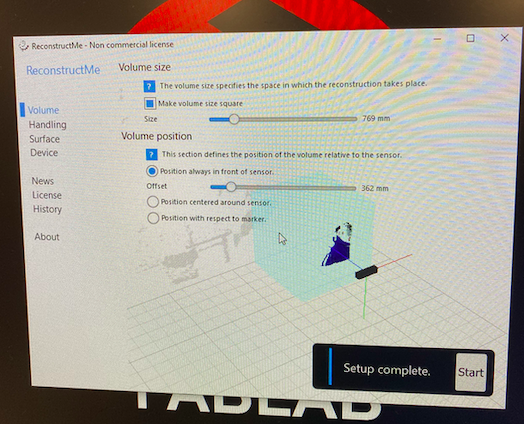 ReconstructMe - Non commercial license
ReconstructMe
Volume size
? The volume size specifies the space in which the reconstruction takes place.
Make volume size square
Size 769 mm
Volume
Handling
Surface
Device
News
License
History
About
Volume position
? This section defines the position of the volume relative to the sensor.
Position always in front of sensor.
Offset 362 mm
Position centered around sensor.
Position with respect to marker.
Setup complete. Start
FABLAB